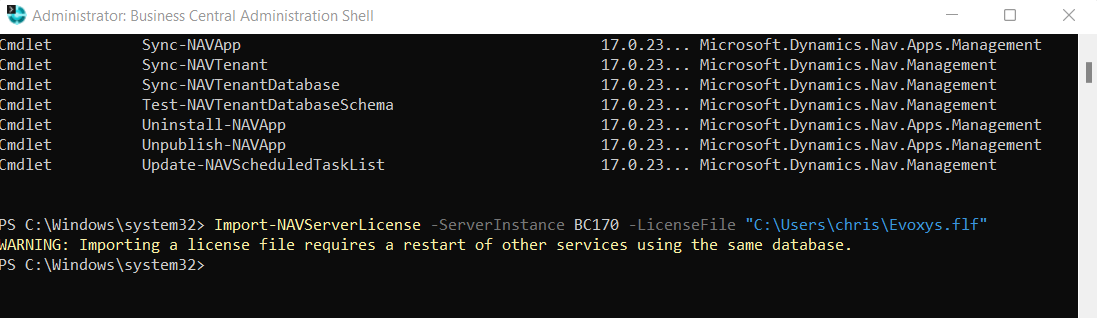 Administrator: Business Central Administration Shell
Cmdlet Sync-NAVApp 17.0.23... Microsoft.Dynamics.Nav.Apps.Management
Cmdlet Sync-NAVTenant 17.0.23... Microsoft.Dynamics.Nav.Management
Cmdlet Sync-NAVTenantDatabase 17.0.23... Microsoft.Dynamics.Nav.Management
Cmdlet Test-NAVTenantDatabaseSchema 17.0.23... Microsoft.Dynamics.Nav.Management
Cmdlet Uninstall-NAVApp 17.0.23... Microsoft.Dynamics.Nav.Apps.Management
Cmdlet Unpublish-NAVApp 17.0.23... Microsoft.Dynamics.Nav.Apps.Management
Cmdlet Update-NAVScheduledTaskList 17.0.23... Microsoft.Dynamics.Nav.Management
PS C:\Windows\system32> Import-NAVServerLicense -ServerInstance BC170 -LicenseFile "C:\Users\chris\Evoxys.flf"
WARNING: Importing a license file requires a restart of other services using the same database.
PS C:\Windows\system32>